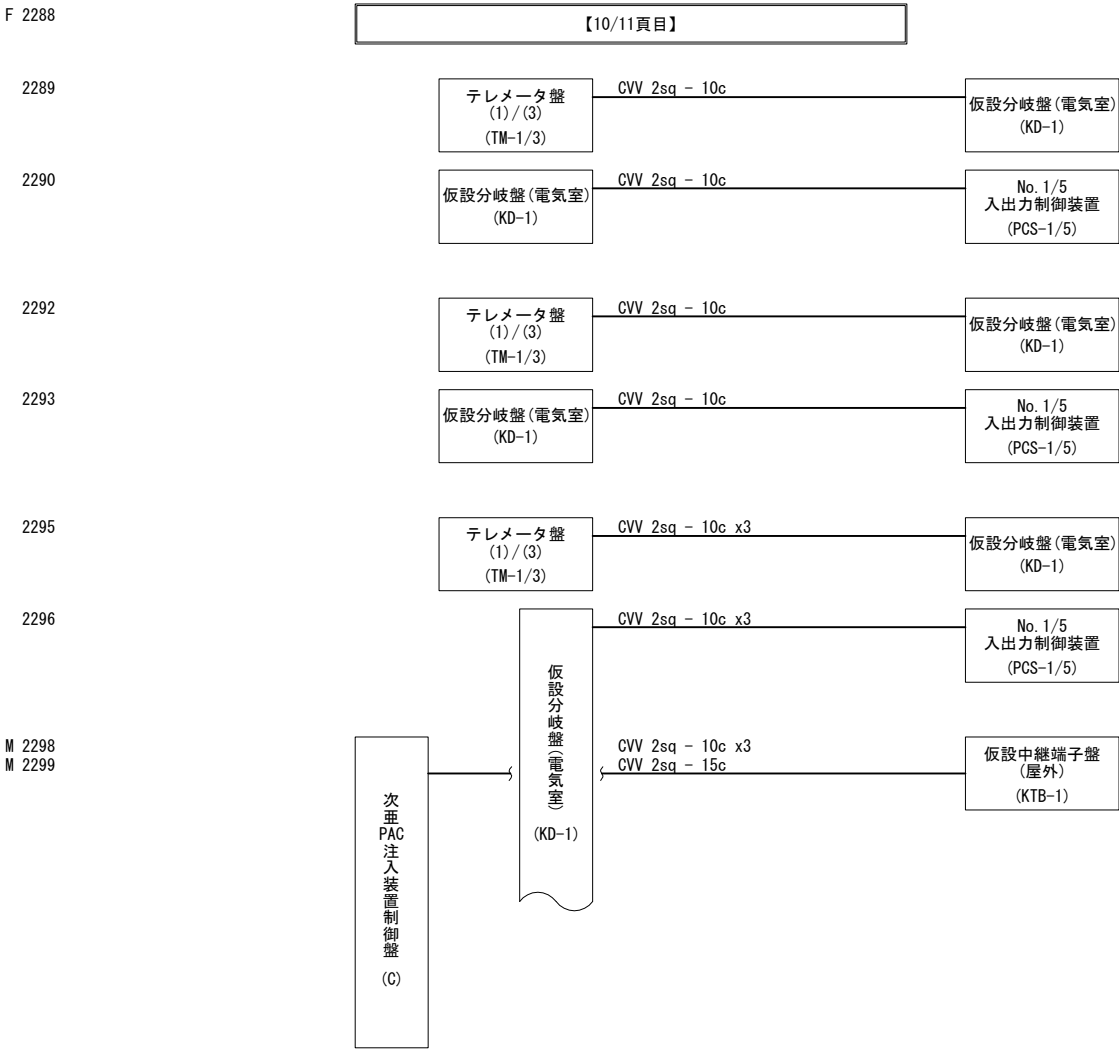 F 2288
【10/11頁目】
2289
テレメータ盤
(1)/(3)
(TM-1/3)
CVV 2sq - 10c
仮設分岐盤(電気室)
(KD-1)
2290
仮設分岐盤(電気室)
(KD-1)
CVV 2sq - 10c
No.1/5
入出力制御装置
(PCS-1/5)
2292
テレメータ盤
(1)/(3)
(TM-1/3)
CVV 2sq - 10c
仮設分岐盤(電気室)
(KD-1)
2293
仮設分岐盤(電気室)
(KD-1)
CVV 2sq - 10c
No.1/5
入出力制御装置
(PCS-1/5)
2295
テレメータ盤
(1)/(3)
(TM-1/3)
CVV 2sq - 10c x3
仮設分岐盤(電気室)
(KD-1)
2296
仮設分岐盤(電気室)
(KD-1)
CVV 2sq - 10c x3
No.1/5
入出力制御装置
(PCS-1/5)
M 2298
M 2299
次亜PAC注入装置制御盤
(C)
CVV 2sq - 10c x3
CVV 2sq - 15c
仮設中継端子盤
(屋外)
(KTB-1)